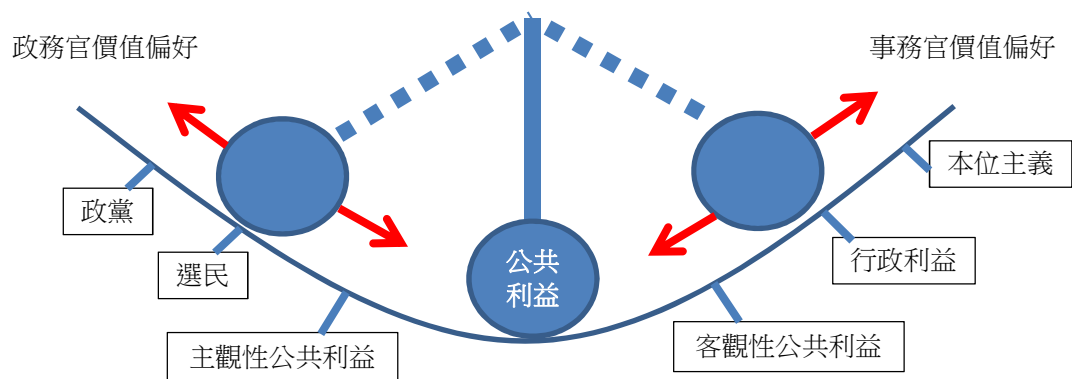 政務官價值偏好
事務官價值偏好
政黨
選民
主觀性公共利益
公共
利益
客觀性公共利益
行政利益
本位主義